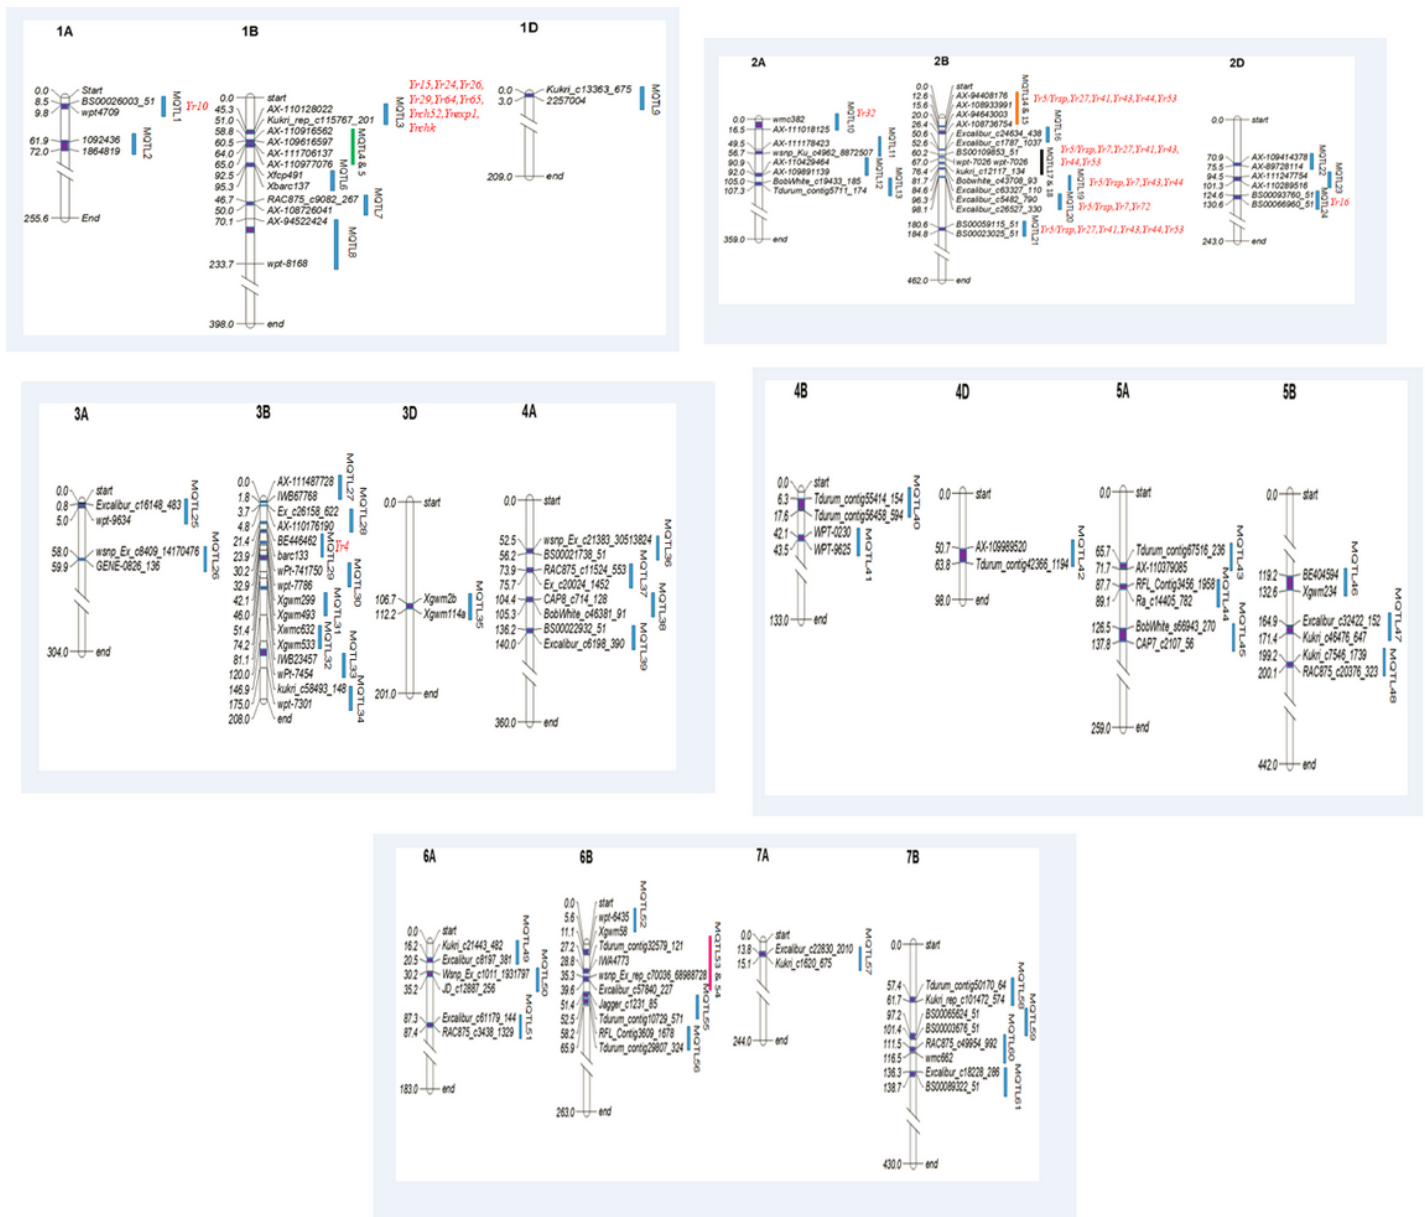 1A
0.0 Start
8.5 BS00026003_51
9.8 wpt4709
61.9 1092436
72.0 1864819
255.6 End
MQTL1
MQTL2
Yr10
1B
0.0 start
45.3 AX-110128022
51.0 Kukri_rep_c115767_201
58.8 AX-110916562
60.5 AX-109616597
64.0 AX-111706137
65.0 AX-110977076
92.5 Xfcp491
95.3 Xbarc137
46.7 RAC875_c9082_267
50.0 AX-108726041
70.1 AX-94522424
233.7 wpt-8168
398.0 end
MQTL3
MQTL4 & 5
MQTL6
MQTL7
MQTL8
Yr15,Yr24,Yr26,
Yr29,Yr64,Yr65,
Yrch52,Yrexp1,
Yrchk
1D
0.0 Kukri_c13363_675
3.0 2257004
209.0 end
MQTL9
2A
0.0 wmc382
16.5 AX-111018125
49.5 AX-111178423
56.7 wsnp_Ku_c4962_8872507
90.9 AX-110429464
92.0 AX-109891139
105.0 BobWhite_c19433_185
107.3 Tdurum_contig5711_174
359.0 end
MQTL10
MQTL11
MQTL12
MQTL13
Yr32
2B
0.0 start
12.6 AX-94408176
15.6 AX-108933991
20.0 AX-94643003
26.4 AX-108736754
50.6 Excalibur_c24634_438
52.6 Excalibur_c1787_1037
60.2 BS00109853_51
67.0 wpt-7026 wpt-7026
76.4 kukri_c12117_134
81.7 Bobwhite_c43708_93
84.6 Excalibur_c63327_110
96.3 Excalibur_c5482_790
98.1 Excalibur_c26527_330
180.6 BS00059115_51
184.8 BS00023025_51
462.0 end
MQTL14 & 15
MQTL16
MQTL17 & 18
MQTL19
MQTL20
MQTL21
Yr5/Yrsp,Yr27,Yr41,Yr43,Yr44,Yr53
Yr5/Yrsp,Yr7,Yr27,Yr41,Yr43,
Yr44,Yr53
Yr5/Yrsp,Yr7,Yr43,Yr44
Yr5/Yrsp,Yr7,Yr72
Yr5/Yrsp,Yr27,Yr41,Yr43,Yr44,Yr53
2D
0.0 start
70.9 AX-109414378
75.5 AX-89728114
94.5 AX-111247754
101.3 AX-110289516
124.6 BS00093760_51
130.6 BS00066960_51
243.0 end
MQTL22
MQTL23
MQTL24
Yr16
3A
0.0 start
0.8 Excalibur_c16148_483
5.0 wpt-9634
58.0 wsnp_Ex_c8409_14170476
59.9 GENE-0826_136
304.0 end
MQTL25
MQTL26
3B
0.0 AX-111487728
1.8 IWB67768
3.7 Ex_c26158_622
4.8 AX-110176190
21.4 BE446462
23.9 barc133
30.2 wPt-741750
32.9 wpt-7786
42.1 Xgwm299
46.0 Xgwm493
51.4 Xwmc632
74.2 Xgwm533
81.1 IWB23457
120.0 wPt-7454
146.9 kukri_c58493_148
175.0 wpt-7301
208.0 end
MQTL27
MQTL28
MQTL29
MQTL30
MQTL31
MQTL32
MQTL33
MQTL34
Yr4
3D
0.0 start
106.7 Xgwm2b
112.2 Xgwm114a
201.0 end
MQTL35
4A
0.0 start
52.5 wsnp_Ex_c21383_30513824
56.2 BS00021738_51
73.9 RAC875_c11524_553
75.7 Ex_c20024_1452
104.4 CAP8_c714_128
105.3 BobWhite_c46381_91
136.2 BS00022932_51
140.0 Excalibur_c6198_390
360.0 end
MQTL36
MQTL37
MQTL38
MQTL39
4B
0.0 start
6.3 Tdurum_contig55414_154
17.6 Tdurum_contig56458_594
42.1 WPT-0230
43.5 WPT-9625
133.0 end
MQTL40
MQTL41
4D
0.0 start
50.7 AX-109989520
63.8 Tdurum_contig42366_1194
98.0 end
MQTL42
5A
0.0 start
65.7 Tdurum_contig67516_236
71.7 AX-110379085
87.7 RFL_Contig3456_1958
89.1 Ra_c14405_782
126.5 BobWhite_s66943_270
137.8 CAP7_c2107_56
259.0 end
MQTL43
MQTL44
MQTL45
5B
0.0 start
119.2 BE404594
132.6 Xgwm234
164.9 Excalibur_c32422_152
171.4 Kukri_c46476_647
199.2 Kukri_c7546_1739
200.1 RAC875_c20376_323
442.0 end
MQTL46
MQTL47
MQTL48
6A
0.0 start
16.2 Kukri_c21443_482
20.5 Excalibur_c8197_381
30.2 Wsnp_Ex_c1011_1931797
35.2 JD_c12887_256
87.3 Excalibur_c61179_144
87.4 RAC875_c3438_1329
183.0 end
MQTL49
MQTL50
MQTL51
6B
0.0 start
5.6 wpt-6435
11.1 Xgwm58
27.2 Tdurum_contig32579_121
28.8 IWA4773
35.3 wsnp_Ex_rep_c70036_68988728
39.6 Excalibur_c57840_227
51.4 Jagger_c1231_85
52.5 Tdurum_contig10729_571
58.2 RFL_Contig3609_1678
65.9 Tdurum_contig29807_324
263.0 end
MQTL52
MQTL53 & 54
MQTL55
MQTL56
7A
0.0 start
13.8 Excalibur_c22830_2010
15.1 Kukri_c1620_675
244.0 end
MQTL57
7B
0.0 start
57.4 Tdurum_contig50170_64
61.7 Kukri_rep_c101472_574
97.2 BS00065624_51
101.4 BS00003676_51
111.5 RAC875_c49954_992
116.5 wmc662
136.3 Excalibur_c18228_286
138.7 BS00089322_51
430.0 end
MQTL58
MQTL59
MQTL60
MQTL61